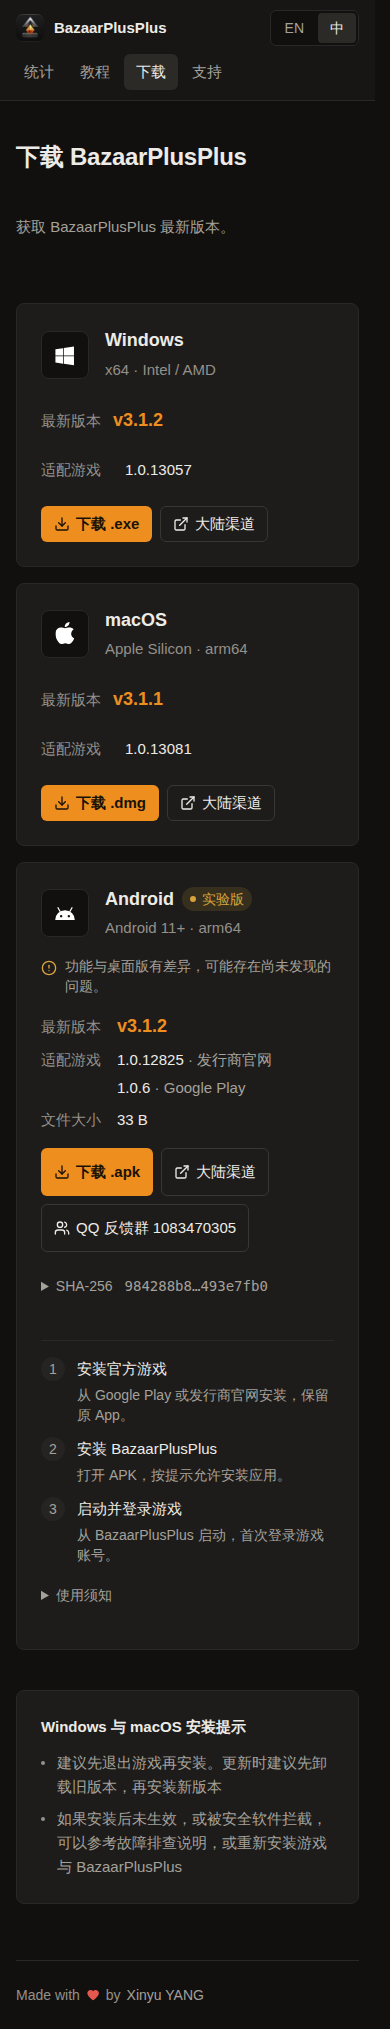 BazaarPlusPlus
EN 中
统计 教程 下载 支持
下载 BazaarPlusPlus
获取 BazaarPlusPlus 最新版本。
Windows
x64 · Intel / AMD
最新版本 v3.1.2
适配游戏 1.0.13057
下载 .exe 大陆渠道
macOS
Apple Silicon · arm64
最新版本 v3.1.1
适配游戏 1.0.13081
下载 .dmg 大陆渠道
Android 实验版
Android 11+ · arm64
功能与桌面版有差异，可能存在尚未发现的
问题。
最新版本 v3.1.2
适配游戏 1.0.12825 · 发行商官网
1.0.6 · Google Play
文件大小 33 B
下载 .apk 大陆渠道
QQ 反馈群 1083470305
SHA-256 984288b8…493e7fb0
1 安装官方游戏
从 Google Play 或发行商官网安装，保留
原 App。
2 安装 BazaarPlusPlus
打开 APK，按提示允许安装应用。
3 启动并登录游戏
从 BazaarPlusPlus 启动，首次登录游戏
账号。
使用须知
Windows 与 macOS 安装提示
• 建议先退出游戏再安装。更新时建议先卸
载旧版本，再安装新版本
• 如果安装后未生效，或被安全软件拦截，
可以参考故障排查说明，或重新安装游戏
与 BazaarPlusPlus
Made with ❤ by Xinyu YANG